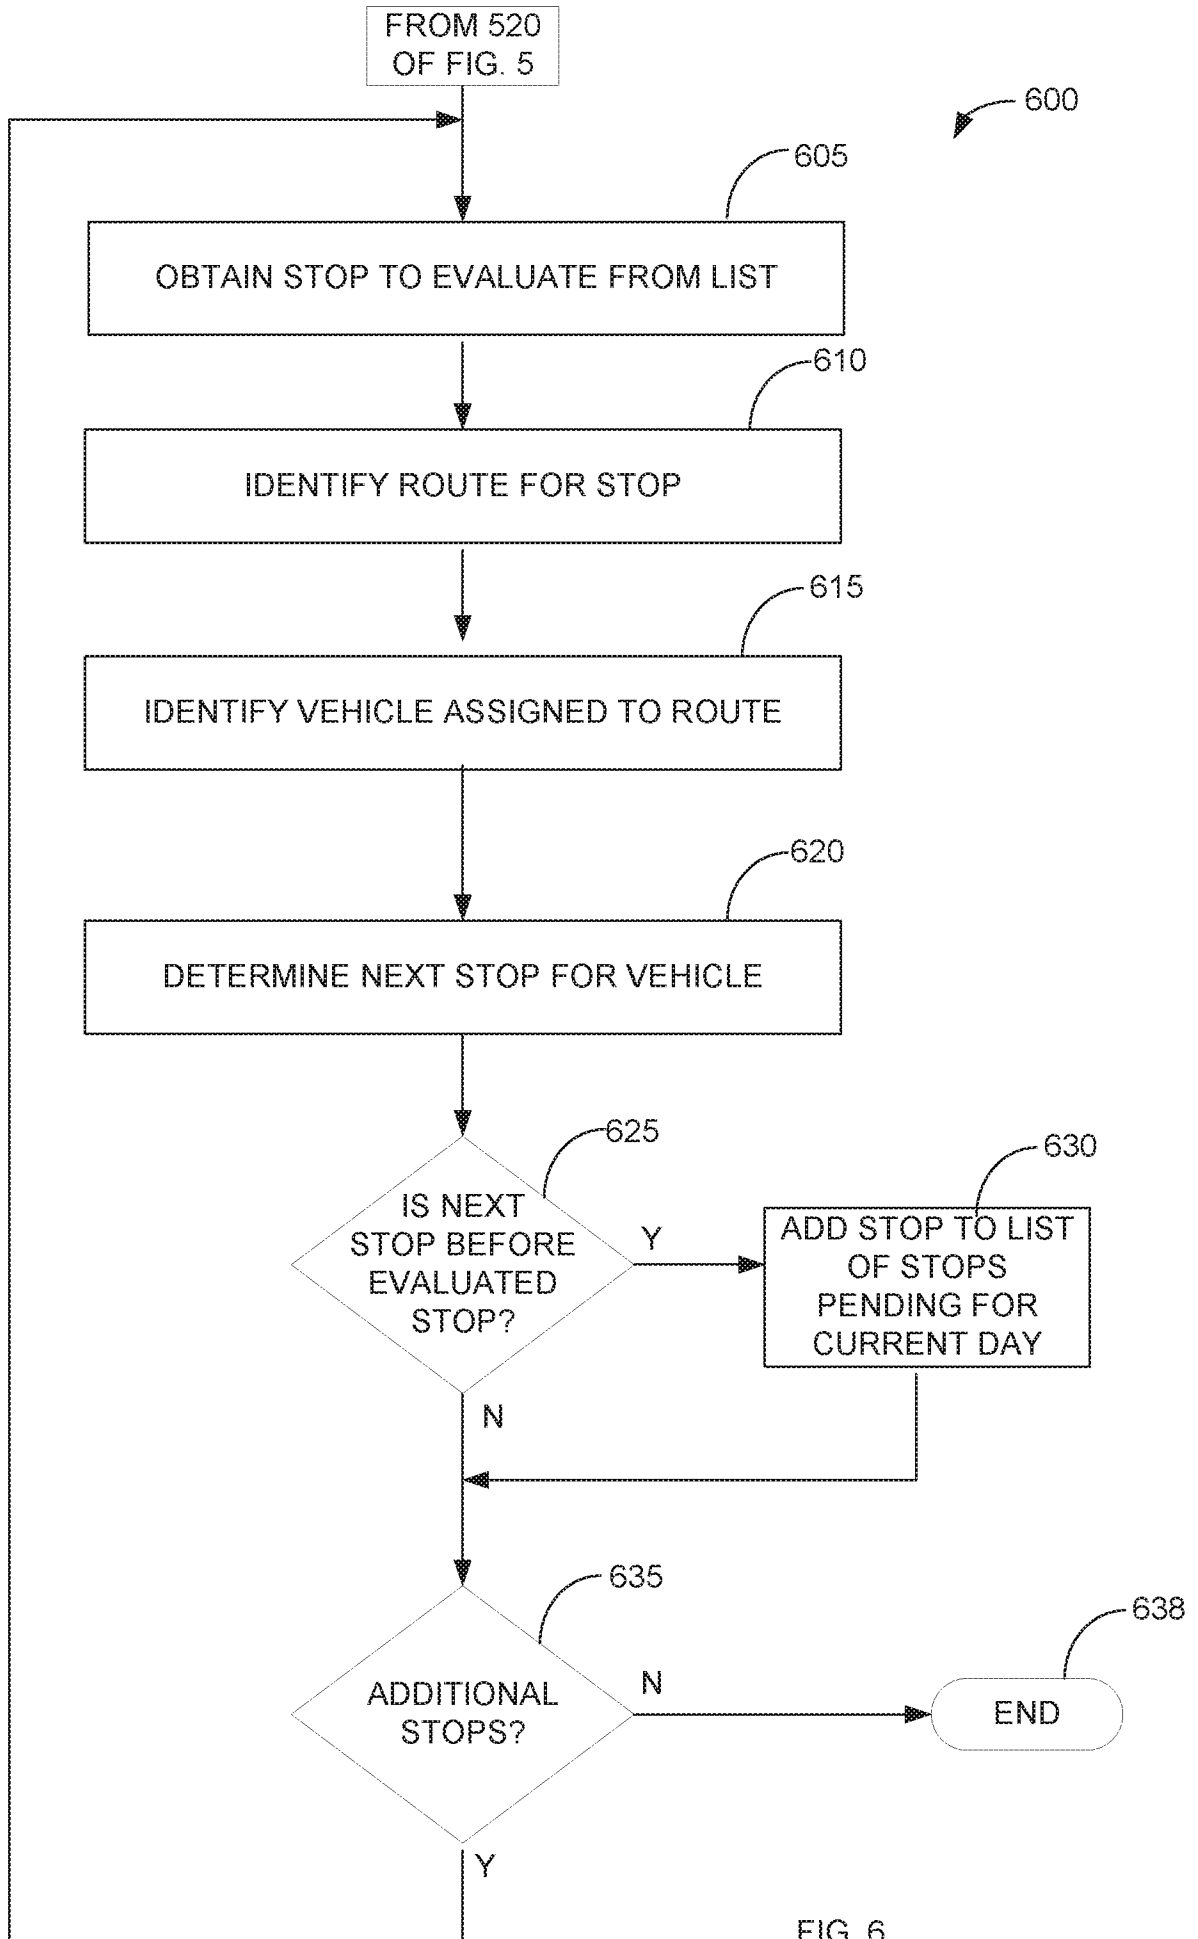 FROM 520
OF FIG. 5
600
605
OBTAIN STOP TO EVALUATE FROM LIST
610
IDENTIFY ROUTE FOR STOP
615
IDENTIFY VEHICLE ASSIGNED TO ROUTE
620
DETERMINE NEXT STOP FOR VEHICLE
625
IS NEXT
STOP BEFORE
EVALUATED
STOP?
Y
630
ADD STOP TO LIST
OF STOPS
PENDING FOR
CURRENT DAY
N
635
ADDITIONAL
STOPS?
N
638
END
Y
FIG. 6